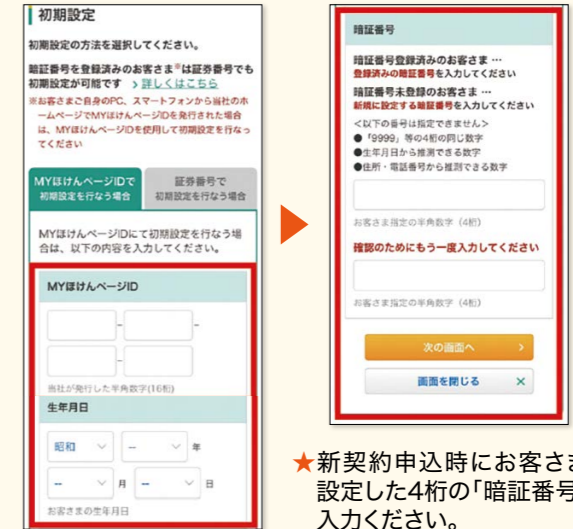 初期設定
初期設定の方法を選択してください。
暗証番号を登録済みのお客さま※は証券番号でも
初期設定が可能です >詳しくはこちら
※お客さまご自身のPC、スマートフォンから当社のホ
ームページでMYほけんページIDを発行された場合
は、MYほけんページIDを使用して初期設定を行なっ
てください
MYほけんページIDで
初期設定を行なう場合
証券番号で
初期設定を行なう場合
MYほけんページIDにて初期設定を行なう場
合は、以下の内容を入力してください。
MYほけんページID
- -
-
当社が発行した半角数字(16桁)
生年月日
昭和 -- 年
-- 月 -- 日
お客さまの生年月日
暗証番号
暗証番号登録済みのお客さま …
登録済みの暗証番号を入力してください
暗証番号未登録のお客さま …
新規に設定する暗証番号を入力してください
<以下の番号は指定できません>
●「9999」等の4桁の同じ数字
●生年月日から推測できる数字
●住所・電話番号から推測できる数字
お客さま指定の半角数字（4桁）
確認のためにもう一度入力してください
お客さま指定の半角数字（4桁）
次の画面へ >
画面を閉じる ×
★新契約申込時にお客さま
設定した4桁の「暗証番号
入力ください。